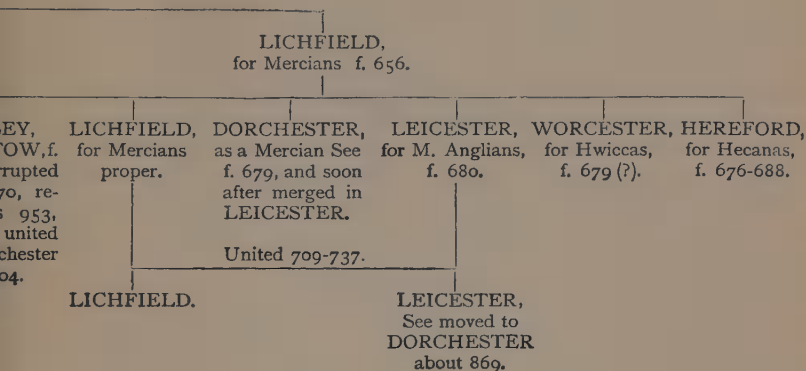 LICHFIELD,
for Mercians f. 656.
EY,
TOW, f.
rrupted
70, re-
s 953,
united
chester
04.
LICHFIELD,
for Mercians
proper.
DORCHESTER,
as a Mercian See
f. 679, and soon
after merged in
LEICESTER.
LEICESTER,
for M. Anglians,
f. 680.
WORCESTER,
for Hwiccas,
f. 679 (?).
HEREFORD,
for Hecanas,
f. 676-688.
United 709-737.
LICHFIELD.
LEICESTER,
See moved to
DORCHESTER
about 869.